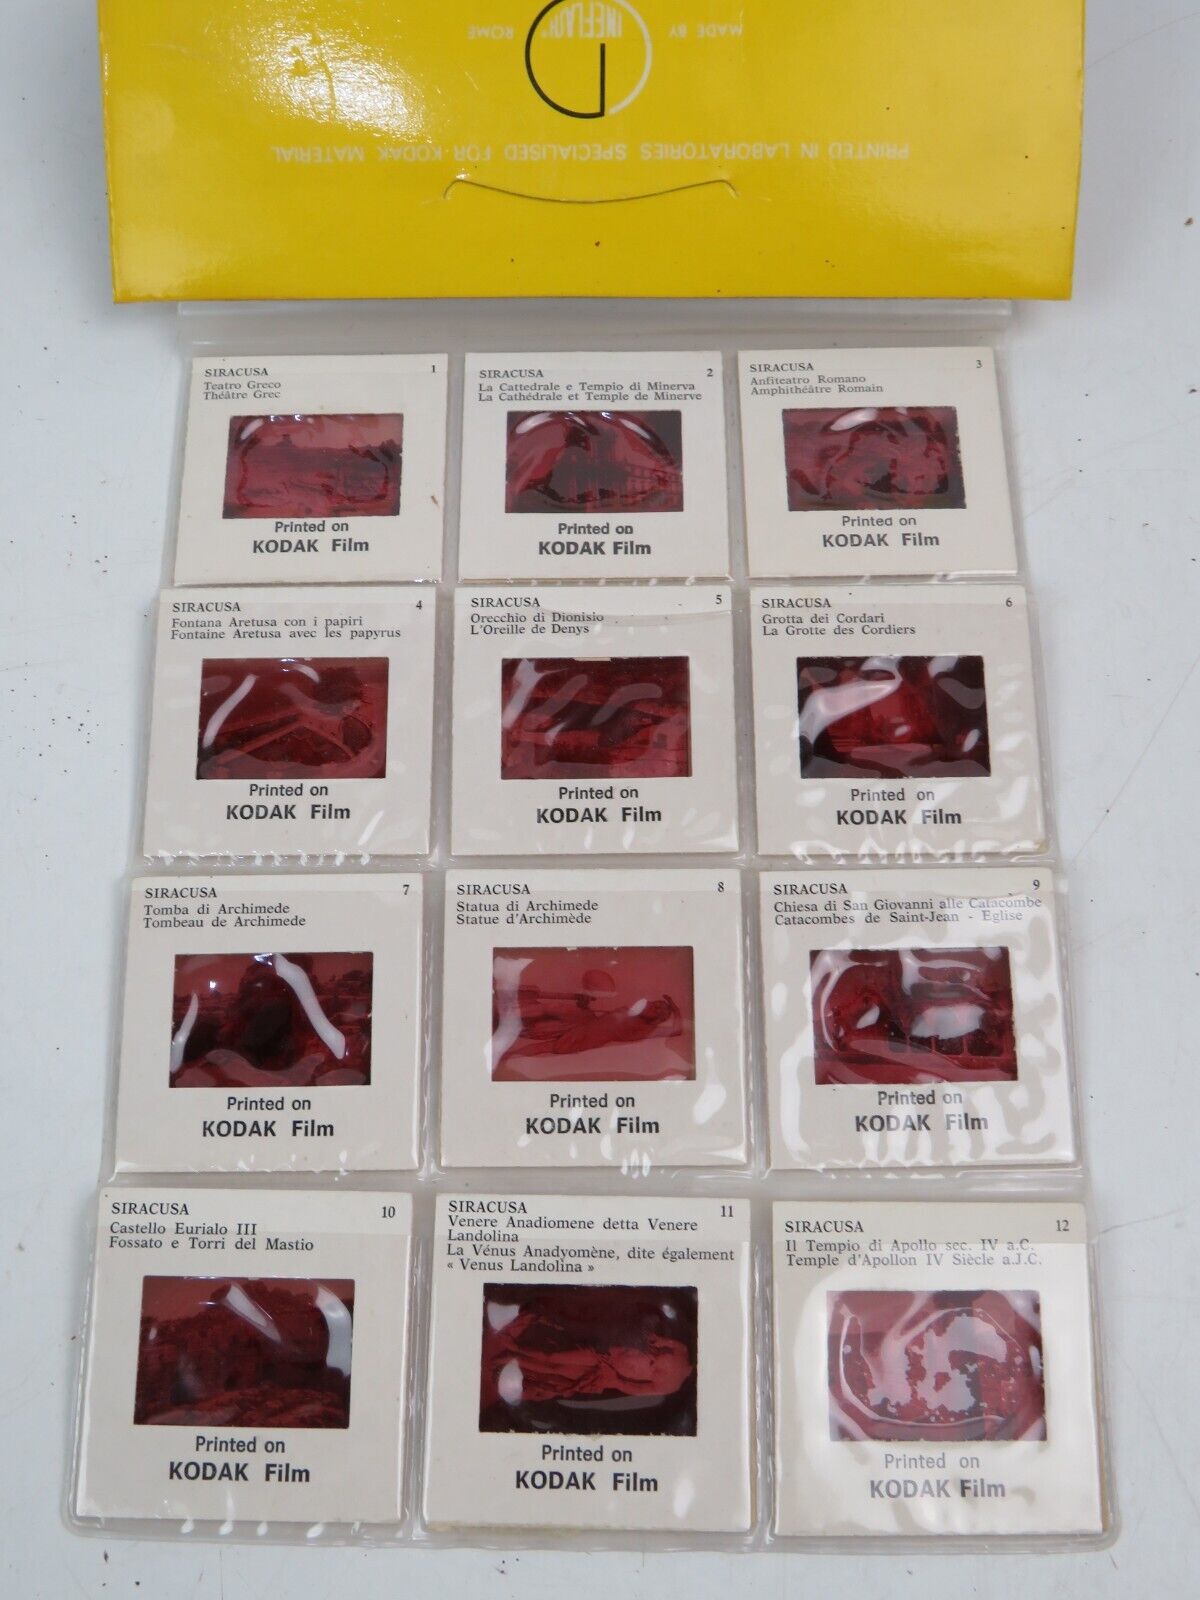 MADE BY
ROME
PRINTED IN LABORATORIES SPECIALISED FOR KODAK MATERIAL
SIRACUSA 1
Teatro Greco
Théâtre Grec
Printed on
KODAK Film
SIRACUSA 2
La Cattedrale e Tempio di Minerva
La Cathédrale et Temple de Minerve
Printed on
KODAK Film
SIRACUSA 3
Anfiteatro Romano
Amphithéâtre Romain
Printed on
KODAK Film
SIRACUSA 4
Fontana Aretusa con i papiri
Fontaine Aretusa avec les papyrus
Printed on
KODAK Film
SIRACUSA 5
Orecchio di Dionisio
L'Oreille de Denys
Printed on
KODAK Film
SIRACUSA 6
Grotta dei Cordari
La Grotte des Cordiers
Printed on
KODAK Film
SIRACUSA 7
Tomba di Archimede
Tombeau de Archimede
Printed on
KODAK Film
SIRACUSA 8
Statua di Archimede
Statue d'Archimède
Printed on
KODAK Film
SIRACUSA 9
Chiesa di San Giovanni alle Catacombe
Catacombes de Saint-Jean - Eglise
Printed on
KODAK Film
SIRACUSA 10
Castello Eurialo III
Fossato e Torri del Mastio
Printed on
KODAK Film
SIRACUSA 11
Venere Anadiomene detta Venere
Landolina
La Vénus Anadyomène, dite également
« Venus Landolina »
Printed on
KODAK Film
SIRACUSA 12
Il Tempio di Apollo sec. IV a.C.
Temple d'Apollon IV Siècle a.J.C.
Printed on
KODAK Film